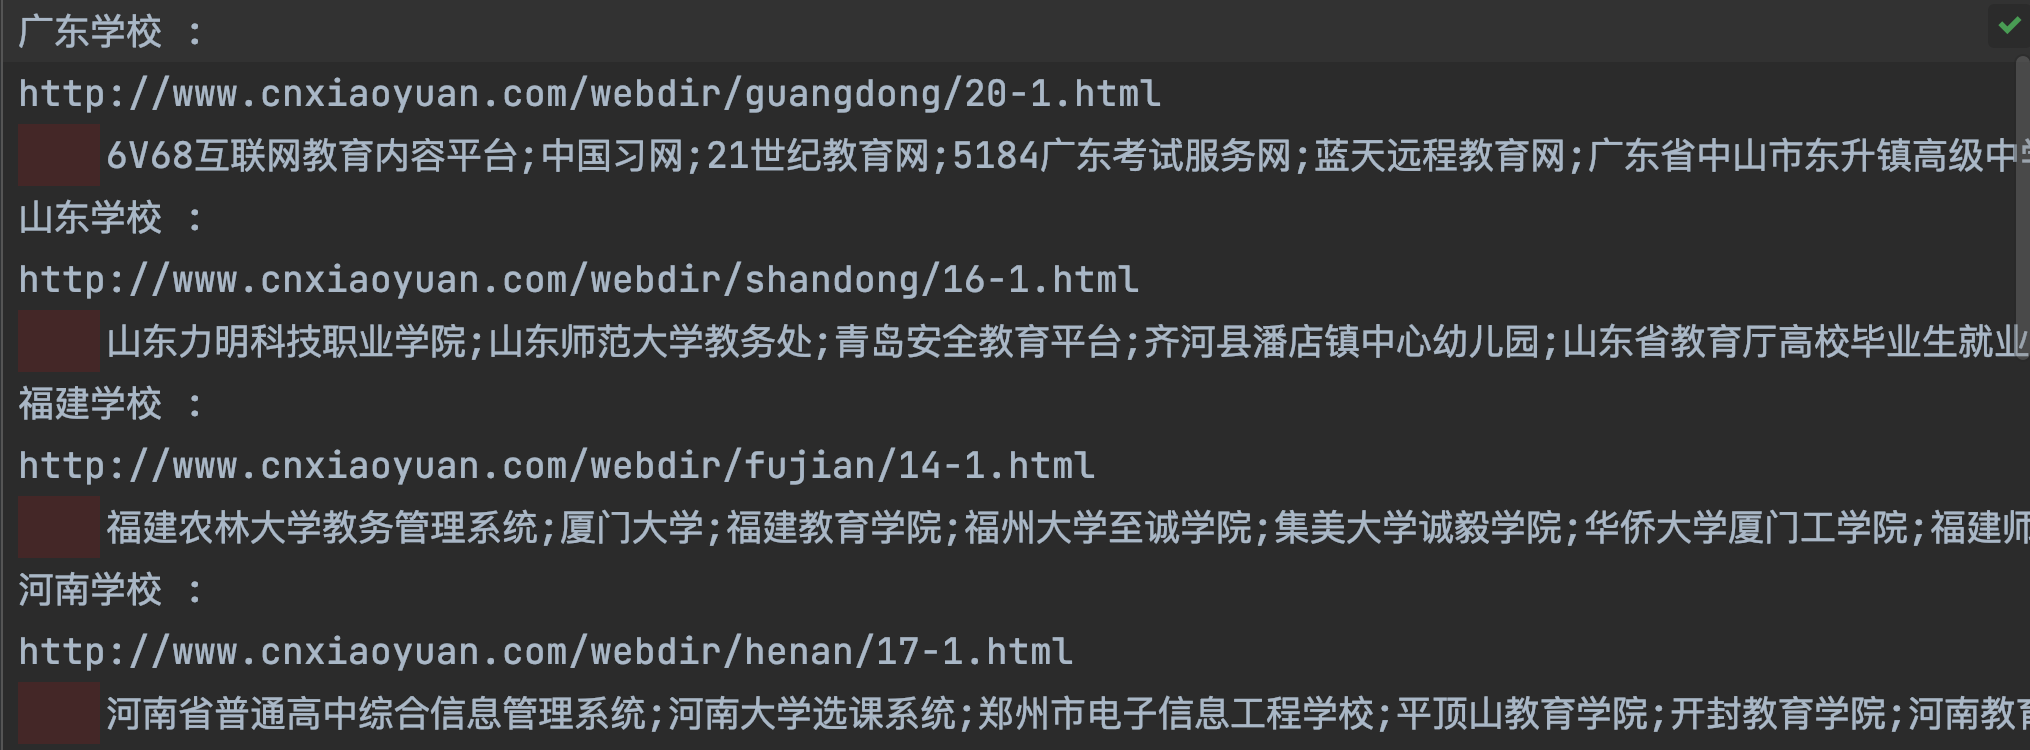 广东学校 :
http://www.cnxiaoyuan.com/webdir/guangdong/20-1.html
6V68互联网教育内容平台;中国习网;21世纪教育网;5184广东考试服务网;蓝天远程教育网;广东省中山市东升镇高级中学
山东学校 :
http://www.cnxiaoyuan.com/webdir/shandong/16-1.html
山东力明科技职业学院;山东师范大学教务处;青岛安全教育平台;齐河县潘店镇中心幼儿园;山东省教育厅高校毕业生就业
福建学校 :
http://www.cnxiaoyuan.com/webdir/fujian/14-1.html
福建农林大学教务管理系统;厦门大学;福建教育学院;福州大学至诚学院;集美大学诚毅学院;华侨大学厦门工学院;福建师
河南学校 :
http://www.cnxiaoyuan.com/webdir/henan/17-1.html
河南省普通高中综合信息管理系统;河南大学选课系统;郑州市电子信息工程学校;平顶山教育学院;开封教育学院;河南教育